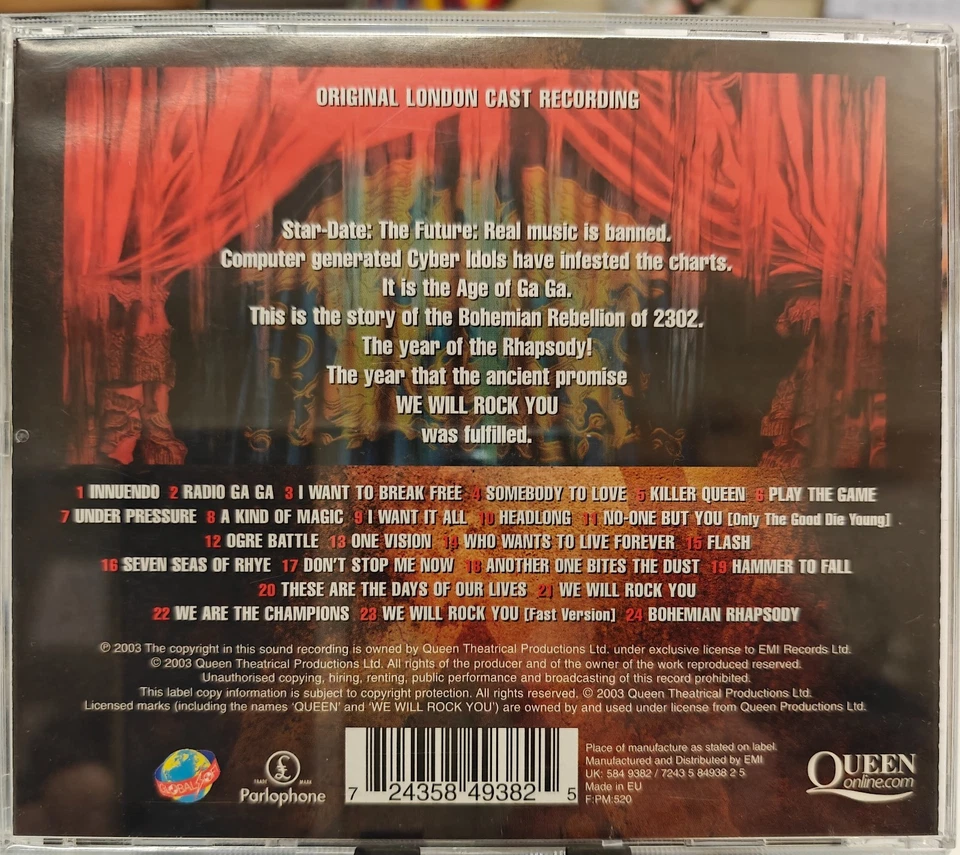 ORIGINAL LONDON CAST RECORDING
Star-Date: The Future: Real music is banned.
Computer generated Cyber Idols have infested the charts.
It is the Age of Ga Ga.
This is the story of the Bohemian Rebellion of 2302.
The year of the Rhapsody!
The year that the ancient promise
WE WILL ROCK YOU
was fulfilled.
1 INNUENDO 2 RADIO GA GA 3 I WANT TO BREAK FREE 4 SOMEBODY TO LOVE 5 KILLER QUEEN 6 PLAY THE GAME
7 UNDER PRESSURE 8 A KIND OF MAGIC 9 I WANT IT ALL 10 HEADLONG 11 NO-ONE BUT YOU [Only The Good Die Young]
12 OGRE BATTLE 13 ONE VISION 14 WHO WANTS TO LIVE FOREVER 15 FLASH
16 SEVEN SEAS OF RHYE 17 DON'T STOP ME NOW 18 ANOTHER ONE BITES THE DUST 19 HAMMER TO FALL
20 THESE ARE THE DAYS OF OUR LIVES 21 WE WILL ROCK YOU
22 WE ARE THE CHAMPIONS 23 WE WILL ROCK YOU [Fast Version] 24 BOHEMIAN RHAPSODY
℗ 2003 The copyright in this sound recording is owned by Queen Theatrical Productions Ltd. under exclusive license to EMI Records Ltd.
© 2003 Queen Theatrical Productions Ltd. All rights of the producer and of the owner of the work reproduced reserved.
Unauthorised copying, hiring, renting, public performance and broadcasting of this record prohibited.
This label copy information is subject to copyright protection. All rights reserved. © 2003 Queen Theatrical Productions Ltd.
Licensed marks (including the names 'QUEEN' and 'WE WILL ROCK YOU') are owned by and used under license from Queen Productions Ltd.
GLOBAL
TRADE £ MARK
Parlophone
7 24358 49382 5
Place of manufacture as stated on label.
Manufactured and Distributed by EMI
UK: 584 9382 / 7243 5 84938 2 5
Made in EU
F:PM:520
QUEEN
online.com